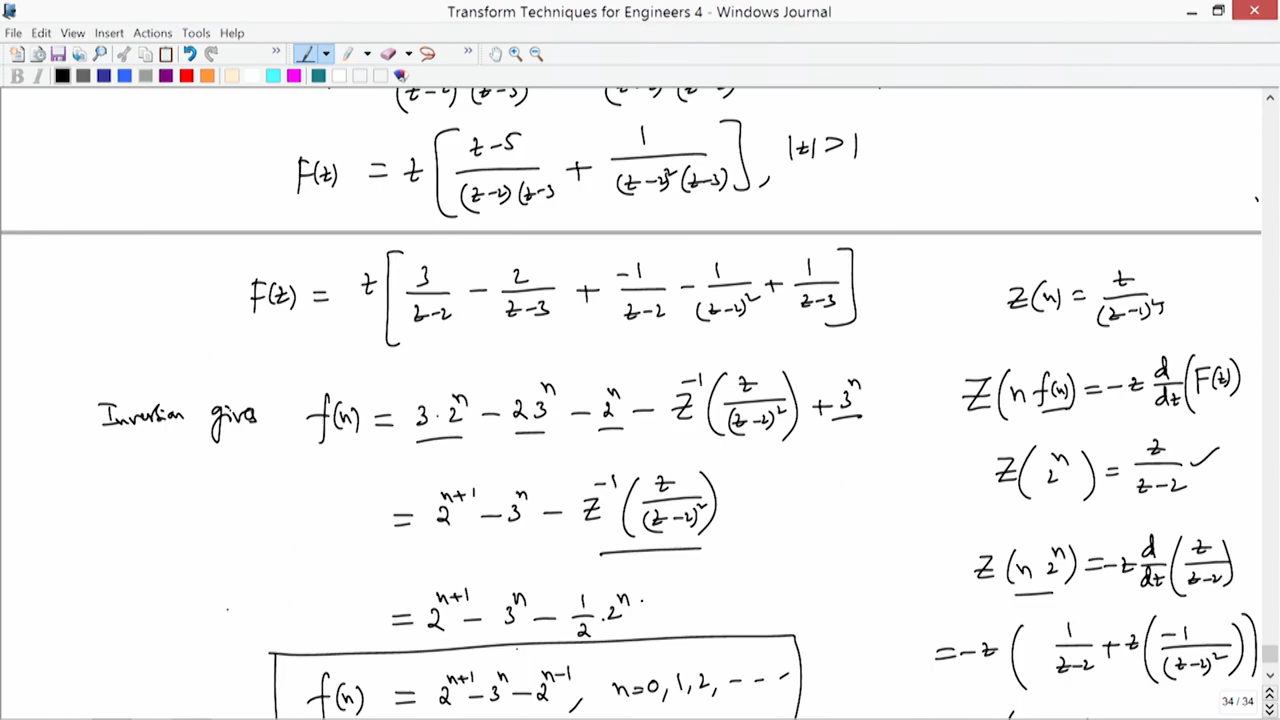 Transform Techniques for Engineers 4 - Windows Journal
File Edit View Insert Actions Tools Help
F(z) = z [ (z-5)/((z-2)(z-3) + 1/((z-2)²(z-3)) ], |z| > 1
F(z) = z [ 3/(z-2) - 2/(z-3) + -1/(z-2) - 1/(z-2)² + 1/(z-3) ]
Z(n) = z/(z-1)²
Z(n f(n)) = -z d/dz (F(z))
Inversion gives f(n) = 3·2ⁿ - 2 3ⁿ - 2ⁿ - Z⁻¹(z/(z-2)²) + 3ⁿ
Z(2ⁿ) = z/(z-2) ✓
= 2ⁿ⁺¹ - 3ⁿ - Z⁻¹(z/(z-2)²)
Z(n 2ⁿ) = -z d/dz (z/(z-2))
= 2ⁿ⁺¹ - 3ⁿ - 1/2 · 2ⁿ.
= -z ( 1/(z-2) + z(-1/(z-2)²))
f(n) = 2ⁿ⁺¹ - 3ⁿ - 2ⁿ⁻¹, n=0, 1, 2, - - -
34 / 34